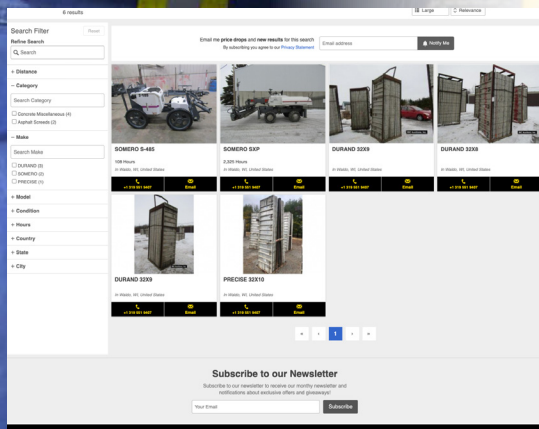 6 results
Large
Relevance
Search Filter
Reset
Refine Search
Search
+ Distance
− Category
Search Category
Concrete Miscellaneous (4)
Asphalt Screeds (2)
− Make
Search Make
DURAND (3)
SOMERO (2)
PRECISE (1)
+ Model
+ Condition
+ Hours
+ Country
+ State
+ City
Email me price drops and new results for this search
By subscribing you agree to our Privacy Statement
Email address
Notify Me
SOMERO S-485
108 Hours
In Waldo, WI, United States
Email
SOMERO SXP
2,325 Hours
In Waldo, WI, United States
Email
DURAND 32X9
In Waldo, WI, United States
Email
DURAND 32X8
In Waldo, WI, United States
Email
DURAND 32X9
In Waldo, WI, United States
Email
PRECISE 32X10
In Waldo, WI, United States
Email
« ‹ 1 › »
Subscribe to our Newsletter
Subscribe to our newsletter to receive our monthly newsletter and
notifications about exclusive offers and giveaways!
Your Email
Subscribe